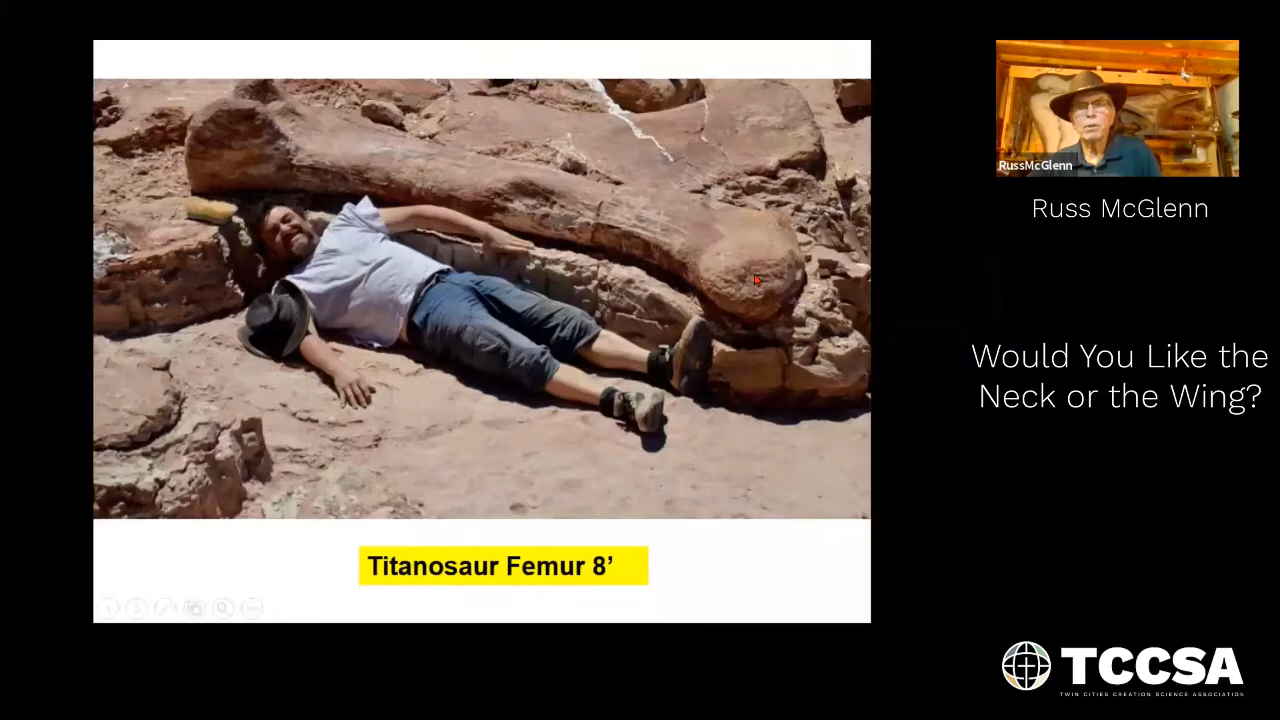 Titanosaur Femur 8’
RussMcGlenn
Russ McGlenn
Would You Like the
Neck or the Wing?
TCCSA
TWIN CITIES CREATION SCIENCE ASSOCIATION